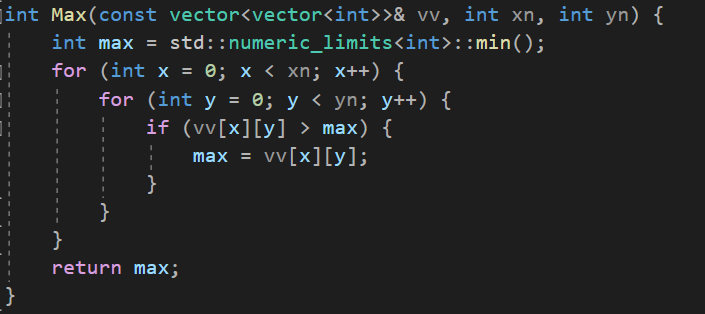 int Max(const vector<vector<int>>& vv, int xn, int yn) {
    int max = std::numeric_limits<int>::min();
    for (int x = 0; x < xn; x++) {
        for (int y = 0; y < yn; y++) {
            if (vv[x][y] > max) {
                max = vv[x][y];
            }
        }
    }
    return max;
}